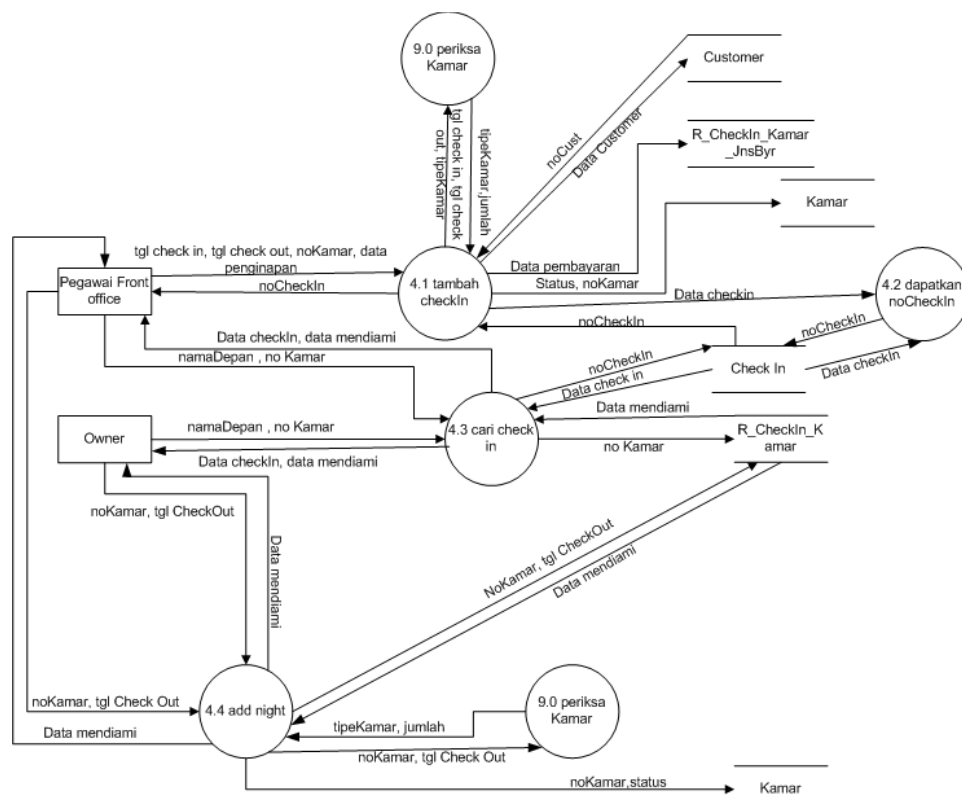 9.0 periksa
Kamar
Customer
noCust
Data Customer
R_CheckIn_Kamar
_JnsByr
tgl check in, tgl check
out, tipeKamar
tipeKamar,jumlah
Kamar
tgl check in, tgl check out, noKamar, data
penginapan
Pegawai Front
office
noCheckIn
4.1 tambah
checkIn
Data pembayaran
Status, noKamar
Data checkin
4.2 dapatkan
noCheckIn
noCheckIn
noCheckIn
Data checkIn, data mendiami
namaDepan , no Kamar
noCheckIn
Data check in
Check In
Data checkIn
Data mendiami
Owner
namaDepan , no Kamar
Data checkIn, data mendiami
4.3 cari check
in
no Kamar
R_CheckIn_K
amar
noKamar, tgl CheckOut
Data mendiami
NoKamar, tgl CheckOut
Data mendiami
noKamar, tgl Check Out
Data mendiami
4.4 add night
tipeKamar, jumlah
9.0 periksa
Kamar
noKamar, tgl Check Out
noKamar,status
Kamar